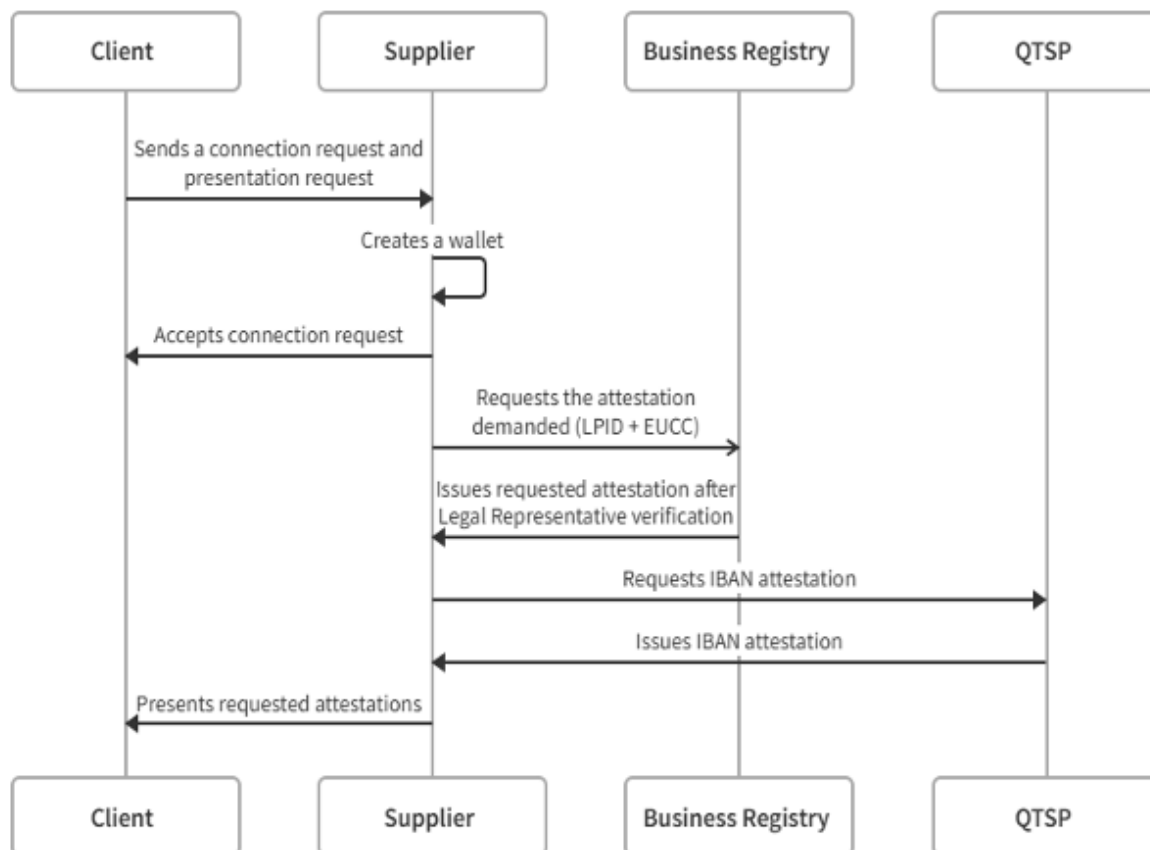 Client
Supplier
Business Registry
QTSP
Sends a connection request and
presentation request
Creates a wallet
Accepts connection request
Requests the attestation
demanded (LPID + EUCC)
Issues requested attestation after
Legal Representative verification
Requests IBAN attestation
Issues IBAN attestation
Presents requested attestations
Client
Supplier
Business Registry
QTSP